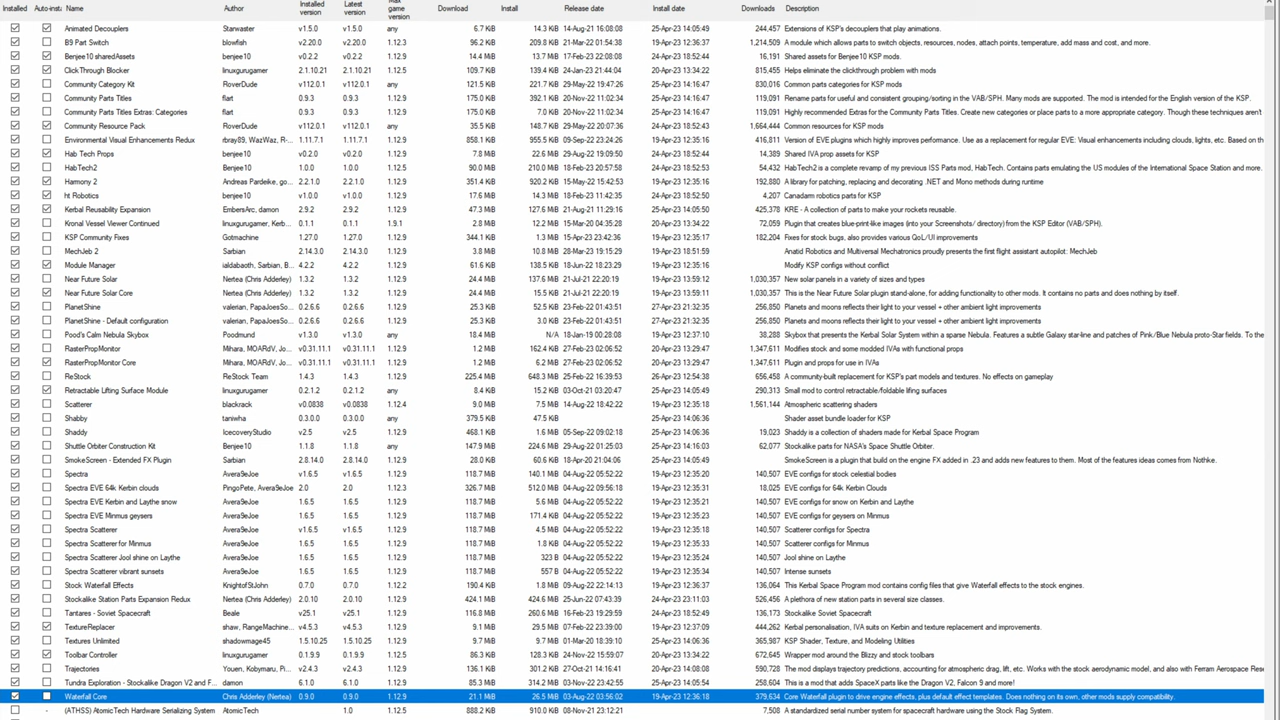 Installed Auto-inst Name Author Installed version Latest version Max game version Download Install Release date Install date Downloads Description
Animated Decouplers Starwaster v1.5.0 v1.5.0 any 6.7 KiB 14.3 KiB 14-Aug-21 16:08:05 25-Apr-23 14:05:49 244,457 Extensions of KSP's decouplers that play animations.
B9 Part Switch blowfish v2.20.0 v2.20.0 1.12.3 96.2 KiB 209.8 KiB 21-Mar-22 01:54:38 19-Apr-23 12:36:37 1,214,509 A module which allows parts to switch objects, resources, nodes, attach points, temperature, add mass and cost, and more.
Benjee10 sharedAssets benjee10 v0.2.2 v0.2.2 1.12.9 14.4 MiB 13.7 MiB 17-Feb-23 22:08:08 24-Apr-23 18:52:44 16,191 Shared assets for Benjee10 KSP mods.
Click Through Blocker linuxgurugamer 2.1.10.21 2.1.10.21 1.12.5 109.7 KiB 139.4 KiB 24-Jan-23 21:44:04 20-Apr-23 13:34:22 815,455 Helps eliminate the clickthrough problem with mods
Community Category Kit RoverDude v112.0.1 v112.0.1 any 121.5 KiB 221.7 KiB 29-May-22 19:47:26 25-Apr-23 14:16:47 830,016 Common parts categories for KSP mods
Community Parts Titles flart 0.9.3 0.9.3 1.12.9 175.0 KiB 392.1 KiB 20-Nov-22 11:02:34 25-Apr-23 14:16:47 119,091 Rename parts for useful and consistent grouping/sorting in the VAB/SPH. Many mods are supported. The mod is intended for the English version of the KSP.
Community Parts Titles Extras: Categories flart 0.9.3 0.9.3 1.12.9 175.0 KiB 7.0 KiB 20-Nov-22 11:02:34 25-Apr-23 14:16:47 119,091 Highly recommended Extras for the Community Parts Titles. Create new categories or place parts to a more appropriate category. Though these techniques aren't
Community Resource Pack RoverDude v112.0.1 v112.0.1 any 35.5 KiB 148.7 KiB 29-May-22 20:07:36 24-Apr-23 18:52:43 1,664,444 Common resources for KSP mods
Environmental Visual Enhancements Redux rbray89, WazWaz, R-... 1.11.7.1 1.11.7.1 1.12.9 858.1 KiB 955.5 KiB 09-Sep-22 23:24:26 19-Apr-23 12:35:17 416,811 Version of EVE plugins which highly improves performance. Use as a replacement for regular EVE: Visual enhancements including clouds, lights, etc. Based on th
Hab Tech Props benjee10 v0.2.0 v0.2.0 1.12.9 7.8 MiB 22.6 MiB 29-Aug-22 19:09:50 24-Apr-23 18:52:44 14,389 Shared IVA prop assets for KSP
HabTech2 benjee10 1.0.0 1.0.0 1.12.9 90.0 MiB 210.0 MiB 18-Feb-23 20:57:58 24-Apr-23 18:52:53 54,432 HabTech2 is a complete revamp of my previous ISS Parts mod, HabTech. Contains parts emulating the US modules of the International Space Station and more.
Harmony 2 Andreas Pardeike, go... 2.2.1.0 2.2.1.0 1.12.9 351.4 KiB 920.2 KiB 15-May-22 15:42:53 19-Apr-23 12:35:16 192,880 A library for patching, replacing and decorating .NET and Mono methods during runtime
ht Robotics benjee10 v1.0.0 v1.0.0 1.12.9 17.6 MiB 14.3 MiB 18-Feb-23 11:42:35 24-Apr-23 18:52:50 4,207 Canadarm robotics parts for KSP
Kerbal Reusability Expansion EmbersArc, damon 2.9.2 2.9.2 1.12.9 47.3 MiB 127.6 MiB 21-Aug-21 11:29:16 25-Apr-23 14:05:50 425,378 KRE - A collection of parts to make your rockets reusable.
Kronal Vessel Viewer Continued linuxgurugamer, Kerb... 0.1.1 0.1.1 1.9.1 2.8 MiB 12.2 MiB 15-Mar-20 04:35:28 24-Apr-23 13:00:03 72,059 Plugin that creates blue-print-like images (into your Screenshots/ directory) from the KSP Editor (VAB/SPH).
KSP Community Fixes Gotmachine 1.27.0 1.27.0 1.12.9 344.1 KiB 1.3 MiB 15-Apr-23 23:42:36 19-Apr-23 12:35:17 182,204 Fixes for stock bugs, also provides various QoL/UI improvements
MechJeb 2 Sarbian 2.14.3.0 2.14.3.0 1.12.9 3.8 MiB 10.8 MiB 28-Mar-23 19:15:29 24-Apr-23 18:51:59 Anatid Robotics and Multiversal Mechatronics proudly presents the first flight assistant autopilot: MechJeb
Module Manager ialdabaoth, Sarbian, B... 4.2.2 4.2.2 1.12.9 61.6 KiB 138.5 KiB 18-Jun-22 18:23:29 19-Apr-23 12:35:16 Modify KSP configs without conflict
Near Future Solar Nertea (Chris Adderley) 1.3.2 1.3.2 1.12.9 24.4 MiB 137.6 MiB 21-Jul-21 22:20:19 19-Apr-23 13:59:12 1,030,357 New solar panels in a variety of sizes and types
Near Future Solar Core Nertea (Chris Adderley) 1.3.2 1.3.2 1.12.9 24.4 MiB 15.5 KiB 21-Jul-21 22:20:19 19-Apr-23 13:59:11 1,030,357 This is the Near Future Solar plugin stand-alone, for adding functionality to other mods. It contains no parts and does nothing by itself.
PlanetShine valerian, PapaJoesSo... 0.2.6.6 0.2.6.6 1.12.9 25.3 KiB 52.5 KiB 23-Feb-22 01:43:51 27-Apr-23 21:32:35 256,850 Planets and moons reflects their light to your vessel + other ambient light improvements
PlanetShine - Default configuration valerian, PapaJoesSo... 0.2.6.6 0.2.6.6 1.12.9 25.3 KiB 3.0 KiB 23-Feb-22 01:43:51 27-Apr-23 21:32:35 256,850 Planets and moons reflects their light to your vessel + other ambient light improvements
Pood's Calm Nebula Skybox Poodmund v1.3.0 v1.3.0 any 18.4 MiB N/A 18-Jan-19 00:28:08 19-Apr-23 12:37:10 38,288 Skybox that presents the Kerbal Solar System within a sparse Nebula. Features a subtle Galaxy star-line and patches of Pink/Blue Nebula proto-Star fields. To the
RasterPropMonitor Mihara, MOARdV, al... v0.31.11.1 v0.31.11.1 1.12.9 1.2 MiB 162.4 KiB 27-Feb-23 02:06:52 20-Apr-23 13:29:47 1,347,611 Modifies stock and some modded IVAs with functional props
RasterPropMonitor Core Mihara, MOARdV, al... v0.31.11.1 v0.31.11.1 1.12.9 1.2 MiB 6.2 MiB 27-Feb-23 02:06:52 20-Apr-23 13:29:47 1,347,611 Plugin and props for use in IVAs
ReStock ReStock Team 1.4.3 1.4.3 1.12.9 225.4 MiB 648.3 MiB 25-Feb-22 16:39:53 26-Apr-23 12:54:38 656,458 A community-built replacement for KSP's part models and textures. No effects on gameplay
Retractable Lifting Surface Module linuxgurugamer 0.2.1.2 0.2.1.2 any 8.4 KiB 15.2 KiB 03-Oct-21 03:20:47 25-Apr-23 14:05:49 290,313 Small mod to control retractable/foldable lifing surfaces
Scatterer blackrack v0.0838 v0.0838 1.12.4 9.0 MiB 7.5 MiB 14-Aug-22 18:42:22 19-Apr-23 12:35:16 1,561,144 Atmospheric scattering shaders
Shabby taniwha 0.3.0.0 0.3.0.0 any 379.5 KiB 47.5 KiB 25-Apr-23 14:06:36 Shader asset bundle loader for KSP
Shaddy IcecoveryStudio v2.5 v2.5 any 468.1 KiB 1.6 MiB 05-Sep-22 09:02:18 25-Apr-23 14:06:36 19,023 Shaddy is a collection of shaders made for Kerbal Space Program
Shuttle Orbiter Construction Kit Benjee10 1.1.8 1.1.8 any 147.9 MiB 224.6 MiB 29-Aug-22 01:25:03 25-Apr-23 14:16:03 62,077 Stockalike parts for NASA's Space Shuttle Orbiter.
SmokeScreen - Extended FX Plugin Sarbian 2.8.14.0 2.8.14.0 1.12.9 28.0 KiB 60.6 KiB 18-Apr-20 21:04:06 25-Apr-23 14:05:49 SmokeScreen is a plugin that build on the engine FX added in .23 and adds new features to them. Most of the features ideas comes from Nothke.
Spectra Avera9eJoe v1.6.5 v1.6.5 1.12.9 118.7 MiB 140.1 MiB 04-Aug-22 05:52:22 19-Apr-23 12:35:20 140,507 EVE configs for stock celestial bodies
Spectra EVE 64k Kerbin clouds PingoPete, Avera9eJoe 2.0 2.0 1.12.3 326.7 MiB 512.0 MiB 04-Aug-22 09:56:18 19-Apr-23 12:35:31 18,025 EVE configs for 64k Kerbin Clouds
Spectra EVE Kerbin and Laythe snow Avera9eJoe 1.6.5 1.6.5 1.12.9 118.7 MiB 5.6 MiB 04-Aug-22 05:52:22 19-Apr-23 12:35:21 140,507 EVE configs for snow on Kerbin and Laythe
Spectra EVE Minmus geysers Avera9eJoe 1.6.5 1.6.5 1.12.9 118.7 MiB 171.4 KiB 04-Aug-22 05:52:22 19-Apr-23 12:35:23 140,507 EVE configs for geysers on Minmus
Spectra Scatterer Avera9eJoe v1.6.5 v1.6.5 1.12.9 118.7 MiB 4.5 MiB 04-Aug-22 05:52:22 19-Apr-23 12:35:18 140,507 Scatterer configs for Spectra
Spectra Scatterer for Minmus Avera9eJoe 1.6.5 1.6.5 1.12.9 118.7 MiB 1.3 MiB 04-Aug-22 05:52:22 19-Apr-23 12:35:18 140,507 Scatterer configs for Minmus
Spectra Scatterer Jool shine on Laythe Avera9eJoe 1.6.5 1.6.5 1.12.9 118.7 MiB 323 B 04-Aug-22 05:52:22 19-Apr-23 12:35:24 140,507 Jool shine on Laythe
Spectra Scatterer vibrant sunsets Avera9eJoe 1.6.5 1.6.5 1.12.9 118.7 MiB 557 B 04-Aug-22 05:52:22 19-Apr-23 12:35:24 140,507 Intense sunsets
Stock Waterfall Effects KnightofStJohn 0.7.0 0.7.0 1.12.2 190.4 KiB 1.8 MiB 09-Aug-22 22:14:13 19-Apr-23 12:36:37 136,064 This Kerbal Space Program mod contains config files that give Waterfall effects to the stock engines.
Stockalike Station Parts Expansion Redux Nertea (Chris Adderley) 2.0.10 2.0.10 1.12.9 424.1 MiB 424.6 MiB 25-Jun-22 07:43:39 24-Apr-23 23:11:03 526,456 A plethora of new station parts in several size classes.
Tantares - Soviet Spacecraft Beale v25.1 v25.1 1.12.9 116.8 MiB 260.6 MiB 16-Feb-23 19:29:59 24-Apr-23 18:52:49 136,173 Stockalike Soviet Spacecraft
TextureReplacer shaw, RangeMachine... v4.5.3 v4.5.3 1.12.9 9.1 MiB 29.5 MiB 07-Feb-22 23:39:00 19-Apr-23 12:37:09 444,262 Kerbal personalisation, IVA suits on Kerbin and texture replacement and improvements.
Textures Unlimited shadowmage45 1.5.10.25 1.5.10.25 1.12.9 9.7 MiB 9.7 MiB 01-Mar-20 18:39:10 25-Apr-23 14:06:36 365,987 KSP Shader, Texture, and Modeling Utilities
Toolbar Controller linuxgurugamer 0.1.9.9 0.1.9.9 1.12.5 86.3 KiB 128.3 KiB 24-Nov-22 15:59:07 20-Apr-23 13:34:22 672,645 Wrapper mod around the Blizzy and stock toolbars
Trajectories Youen, Kobymaru, Pi... v2.4.3 v2.4.3 1.12.9 136.1 KiB 301.2 KiB 27-Oct-21 14:16:41 20-Apr-23 14:08:08 590,728 The mod displays trajectory predictions, accounting for atmospheric drag, lift, etc. Works with the stock aerodynamic model, and also with Ferram Aerospace Res
Tundra Exploration - Stockalike Dragon V2 and F... damon 6.1.0 6.1.0 1.12.9 85.3 MiB 314.2 MiB 03-Nov-22 23:42:55 25-Apr-23 14:05:51 258,604 This is a mod that adds SpaceX parts like the Dragon V2, Falcon 9 and more!
Waterfall Core Chris Adderley (Nertea) 0.9.0 0.9.0 1.12.9 21.1 MiB 26.5 MiB 03-Aug-22 03:56:02 19-Apr-23 12:36:18 379,634 Core Waterfall plugin to drive engine effects, plus default effect templates. Does nothing on its own, other mods supply compatibility.
- (ATHSS) AtomicTech Hardware Serializing System AtomicTech 1.0 1.12.5 888.2 KiB 910.0 KiB 08-Nov-21 23:12:21 7,508 A standardized serial number system for spacecraft hardware using the Stock Flag System.